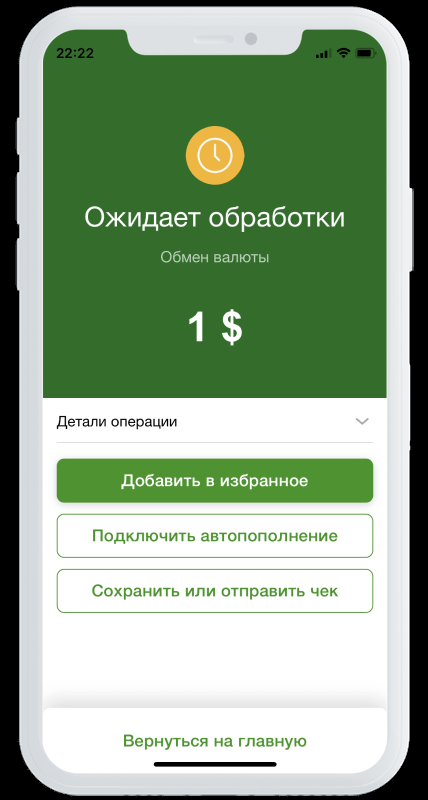 22:22
Ожидает обработки
Обмен валюты
1 $
Детали операции
Добавить в избранное
Подключить автопополнение
Сохранить или отправить чек
Вернуться на главную